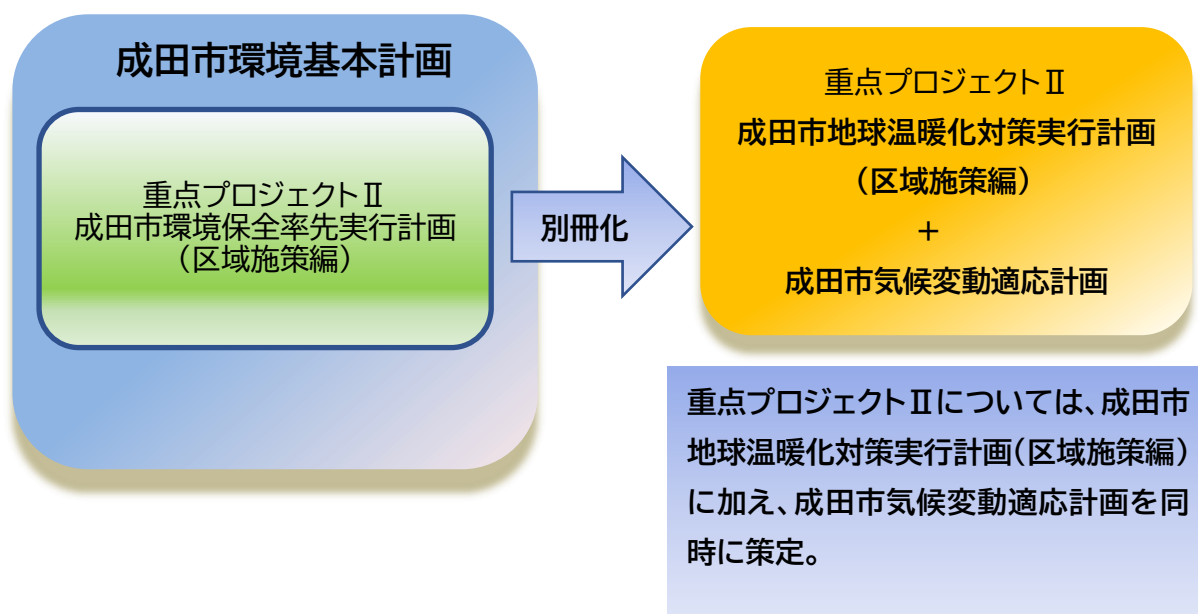 成田市環境基本計画
重点プロジェクトⅡ
成田市環境保全率先実行計画
（区域施策編）
別冊化
重点プロジェクトⅡ
成田市地球温暖化対策実行計画
（区域施策編）
+
成田市気候変動適応計画
重点プロジェクトⅡについては、成田市
地球温暖化対策実行計画（区域施策編）
に加え、成田市気候変動適応計画を同
時に策定。